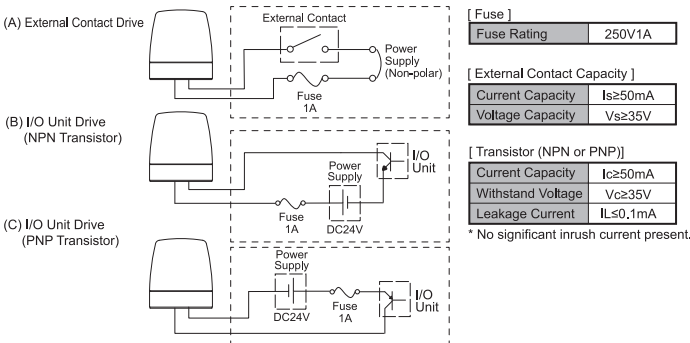 (A) External Contact Drive
External Contact
Power
Supply
(Non-polar)
Fuse
1A
(B) I/O Unit Drive
(NPN Transistor)
I/O
Unit
Power
Supply
Fuse
1A
DC24V
(C) I/O Unit Drive
(PNP Transistor)
Power
Supply
DC24V
Fuse
1A
I/O
Unit
[ Fuse ]
Fuse Rating 250V1A
[ External Contact Capacity ]
Current Capacity Is≥50mA
Voltage Capacity Vs≥35V
[ Transistor (NPN or PNP)]
Current Capacity Ic≥50mA
Withstand Voltage Vc≥35V
Leakage Current IL≤0.1mA
* No significant inrush current present.